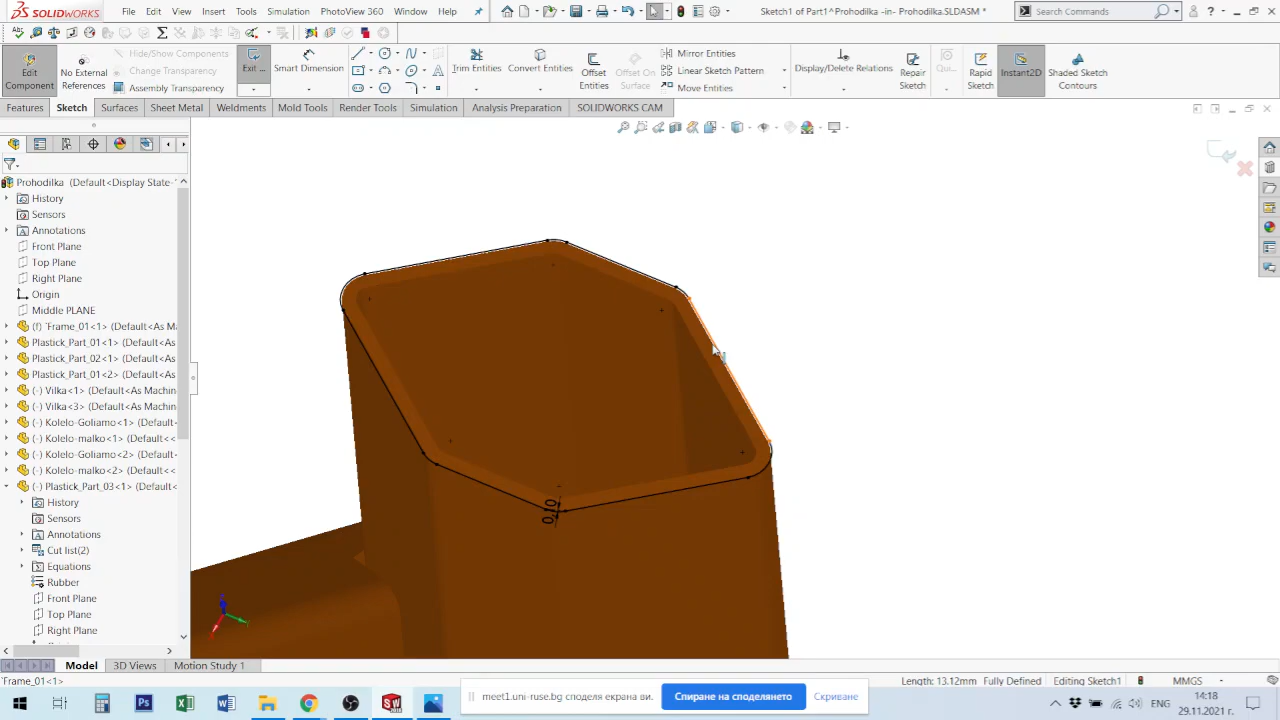 SOLIDWORKS File Edit View Insert Tools Simulation Window Help Sketch1 of Part1^Prohodilka -in- Prohodilka.SLDASM * Search Commands
Edit Component
No External References
Hide/Show Components
Change Transparency
Assembly Transparency
Exit ...
Smart Dimension
Trim Entities
Convert Entities
Offset Entities
Offset On Surface
Mirror Entities
Linear Sketch Pattern
Move Entities
Display/Delete Relations
Repair Sketch
Qui...
Rapid Sketch
Instant2D
Shaded Sketch Contours
Features Sketch Surfaces Sheet Metal Weldments Mold Tools Render Tools Simulation Analysis Preparation SOLIDWORKS CAM
Prohodilka (Default<Display State-
History
Sensors
Annotations
Front Plane
Top Plane
Right Plane
Origin
Middle PLANE
(f) Frame_01<1> (Default<As M
Plastick_Part_01<1> (Default<As
Plastick_Part_02<1> (Default<As
Plastick_Part_01<2> (Default<As
(-) Vilka<1> (Default<As Machin
(-) Vilka<3> (Default<As Machin
(-) Kolelo-Goliamo<1> (Default
(-) Kolelo-malko<1> (Default<As
(-) Kolelo-Goliamo<2> (Default
(-) Kolelo-malko<2> (Default<As
(-) Plastick_Part_03<1> (Default
History
Sensors
Annotations
Cut list(2)
Equations
Rubber
Front Plane
Top Plane
Right Plane
0,10
Model 3D Views Motion Study 1
Frame_01<1> Length: 13.12mm Fully Defined Editing Sketch1 MMGS
meet1.uni-ruse.bg споделя екрана ви. Спиране на споделянето Скриване
14:18
29.11.2021 г.